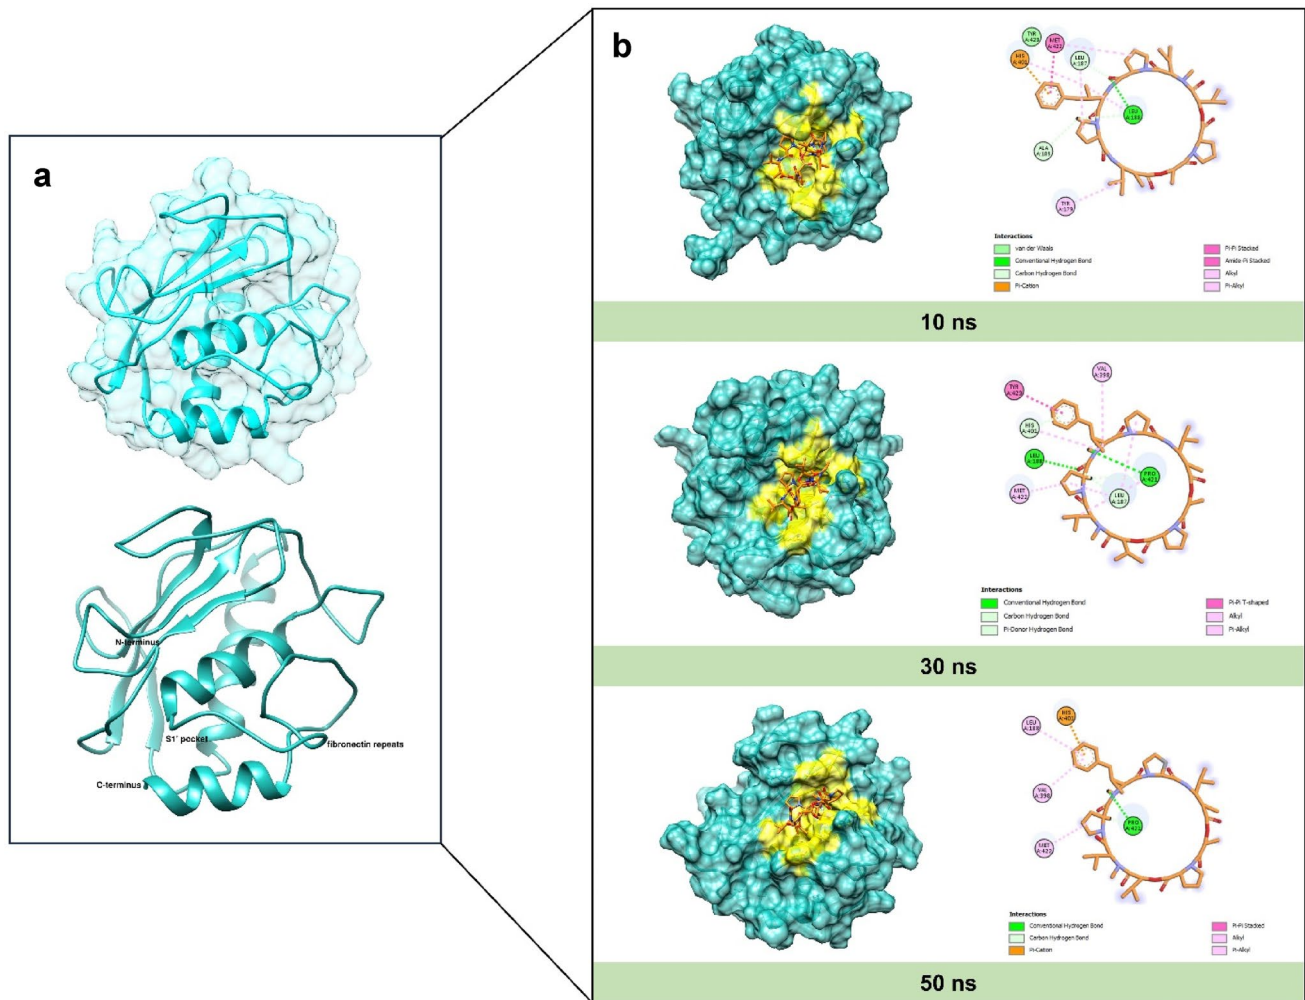 a
N-terminus
S1' pocket
fibronectin repeats
C-terminus
b
TYR
A:423
MET
A:422
HIS
A:401
LEU
A:187
LEU
A:188
ALA
A:189
TYR
A:179
Interactions
van der Waals
Conventional Hydrogen Bond
Carbon Hydrogen Bond
Pi-Cation
Pi-Pi Stacked
Amide-Pi Stacked
Alkyl
Pi-Alkyl
10 ns
VAL
A:398
TYR
A:423
HIS
A:401
LEU
A:188
PRO
A:421
MET
A:422
LEU
A:187
Interactions
Conventional Hydrogen Bond
Carbon Hydrogen Bond
Pi-Donor Hydrogen Bond
Pi-Pi T-shaped
Alkyl
Pi-Alkyl
30 ns
HIS
A:401
LEU
A:188
VAL
A:398
PRO
A:421
MET
A:422
Interactions
Conventional Hydrogen Bond
Carbon Hydrogen Bond
Pi-Cation
Pi-Pi Stacked
Alkyl
Pi-Alkyl
50 ns